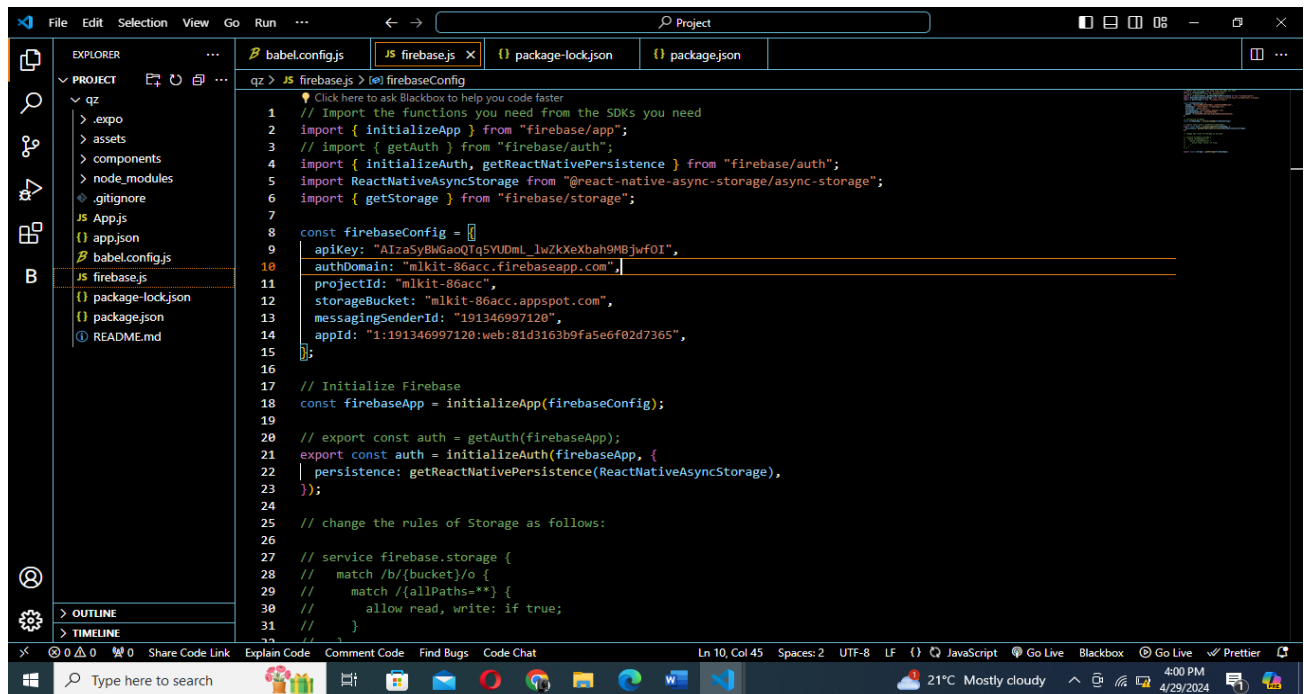 File Edit Selection View Go Run ··· ← → Project
EXPLORER ···
PROJECT ···
qz
.expo
assets
components
node_modules
.gitignore
JS App.js
{} app.json
babel.config.js
JS firebase.js
{} package-lock.json
{} package.json
README.md
OUTLINE
TIMELINE
babel.config.js JS firebase.js × {} package-lock.json {} package.json ···
qz > JS firebase.js > firebaseConfig
Click here to ask Blackbox to help you code faster
1 // Import the functions you need from the SDKs you need
2 import { initializeApp } from "firebase/app";
3 // import { getAuth } from "firebase/auth";
4 import { initializeAuth, getReactNativePersistence } from "firebase/auth";
5 import ReactNativeAsyncStorage from "@react-native-async-storage/async-storage";
6 import { getStorage } from "firebase/storage";
7
8 const firebaseConfig = {
9 apiKey: "AIzaSyBWGaoQTq5YUDmL_lwZkXeXbah9MBjwfOI",
10 authDomain: "mlkit-86acc.firebaseapp.com",
11 projectId: "mlkit-86acc",
12 storageBucket: "mlkit-86acc.appspot.com",
13 messagingSenderId: "191346997120",
14 appId: "1:191346997120:web:81d3163b9fa5e6f02d7365",
15 };
16
17 // Initialize Firebase
18 const firebaseApp = initializeApp(firebaseConfig);
19
20 // export const auth = getAuth(firebaseApp);
21 export const auth = initializeAuth(firebaseApp, {
22 persistence: getReactNativePersistence(ReactNativeAsyncStorage),
23 });
24
25 // change the rules of Storage as follows:
26
27 // service firebase.storage {
28 // match /b/{bucket}/o {
29 // match /{allPaths=**} {
30 // allow read, write: if true;
31 // }
0 0 0 Share Code Link Explain Code Comment Code Find Bugs Code Chat Ln 10, Col 45 Spaces: 2 UTF-8 LF {} JavaScript Go Live Blackbox Go Live Prettier
Type here to search 21°C Mostly cloudy 4:00 PM
4/29/2024